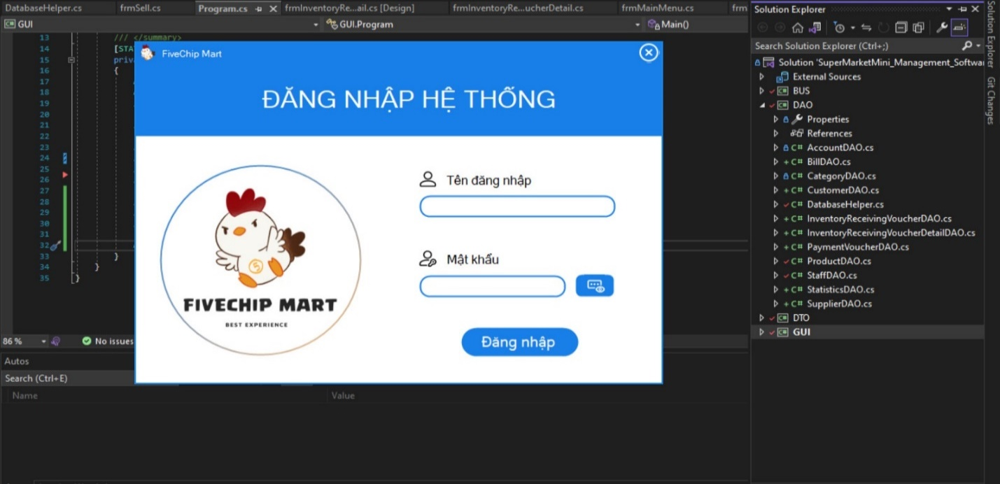 DatabaseHelper.cs
frmSell.cs
Program.cs
frmInventoryRe...ail.cs [Design]
frmInventoryRe...ucherDetail.cs
frmMainMenu.cs
frm
GUI
GUI.Program
Main()
13 /// </summary>
14 [STA
15 priv
16 {
17
18
19
20
21
22
23
24
25
26
27
28
29
30
31
32
33 }
34 }
35 }
86 %
No issues
Autos
Search (Ctrl+E)
Name
Value
FiveChip Mart
ĐĂNG NHẬP HỆ THỐNG
5
FIVECHIP MART
BEST EXPERIENCE
Tên đăng nhập
Mật khẩu
Đăng nhập
Solution Explorer
Search Solution Explorer (Ctrl+;)
Solution 'SuperMarketMini_Management_Softwar
External Sources
C# BUS
C# DAO
Properties
References
C# AccountDAO.cs
C# BillDAO.cs
C# CategoryDAO.cs
C# CustomerDAO.cs
C# DatabaseHelper.cs
C# InventoryReceivingVoucherDAO.cs
C# InventoryReceivingVoucherDetailDAO.cs
C# PaymentVoucherDAO.cs
C# ProductDAO.cs
C# StaffDAO.cs
C# StatisticsDAO.cs
C# SupplierDAO.cs
C# DTO
C# GUI
Solution Explorer
Git Changes